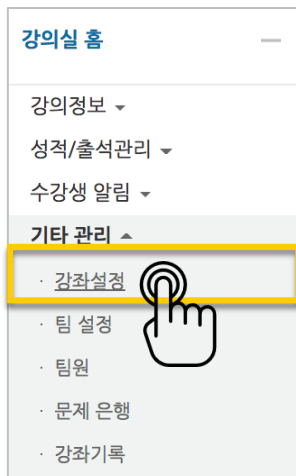 강의실 홈
강의정보
성적/출석관리
수강생 알림
기타 관리
· 강좌설정
· 팀 설정
· 팀원
· 문제 은행
· 강좌기록